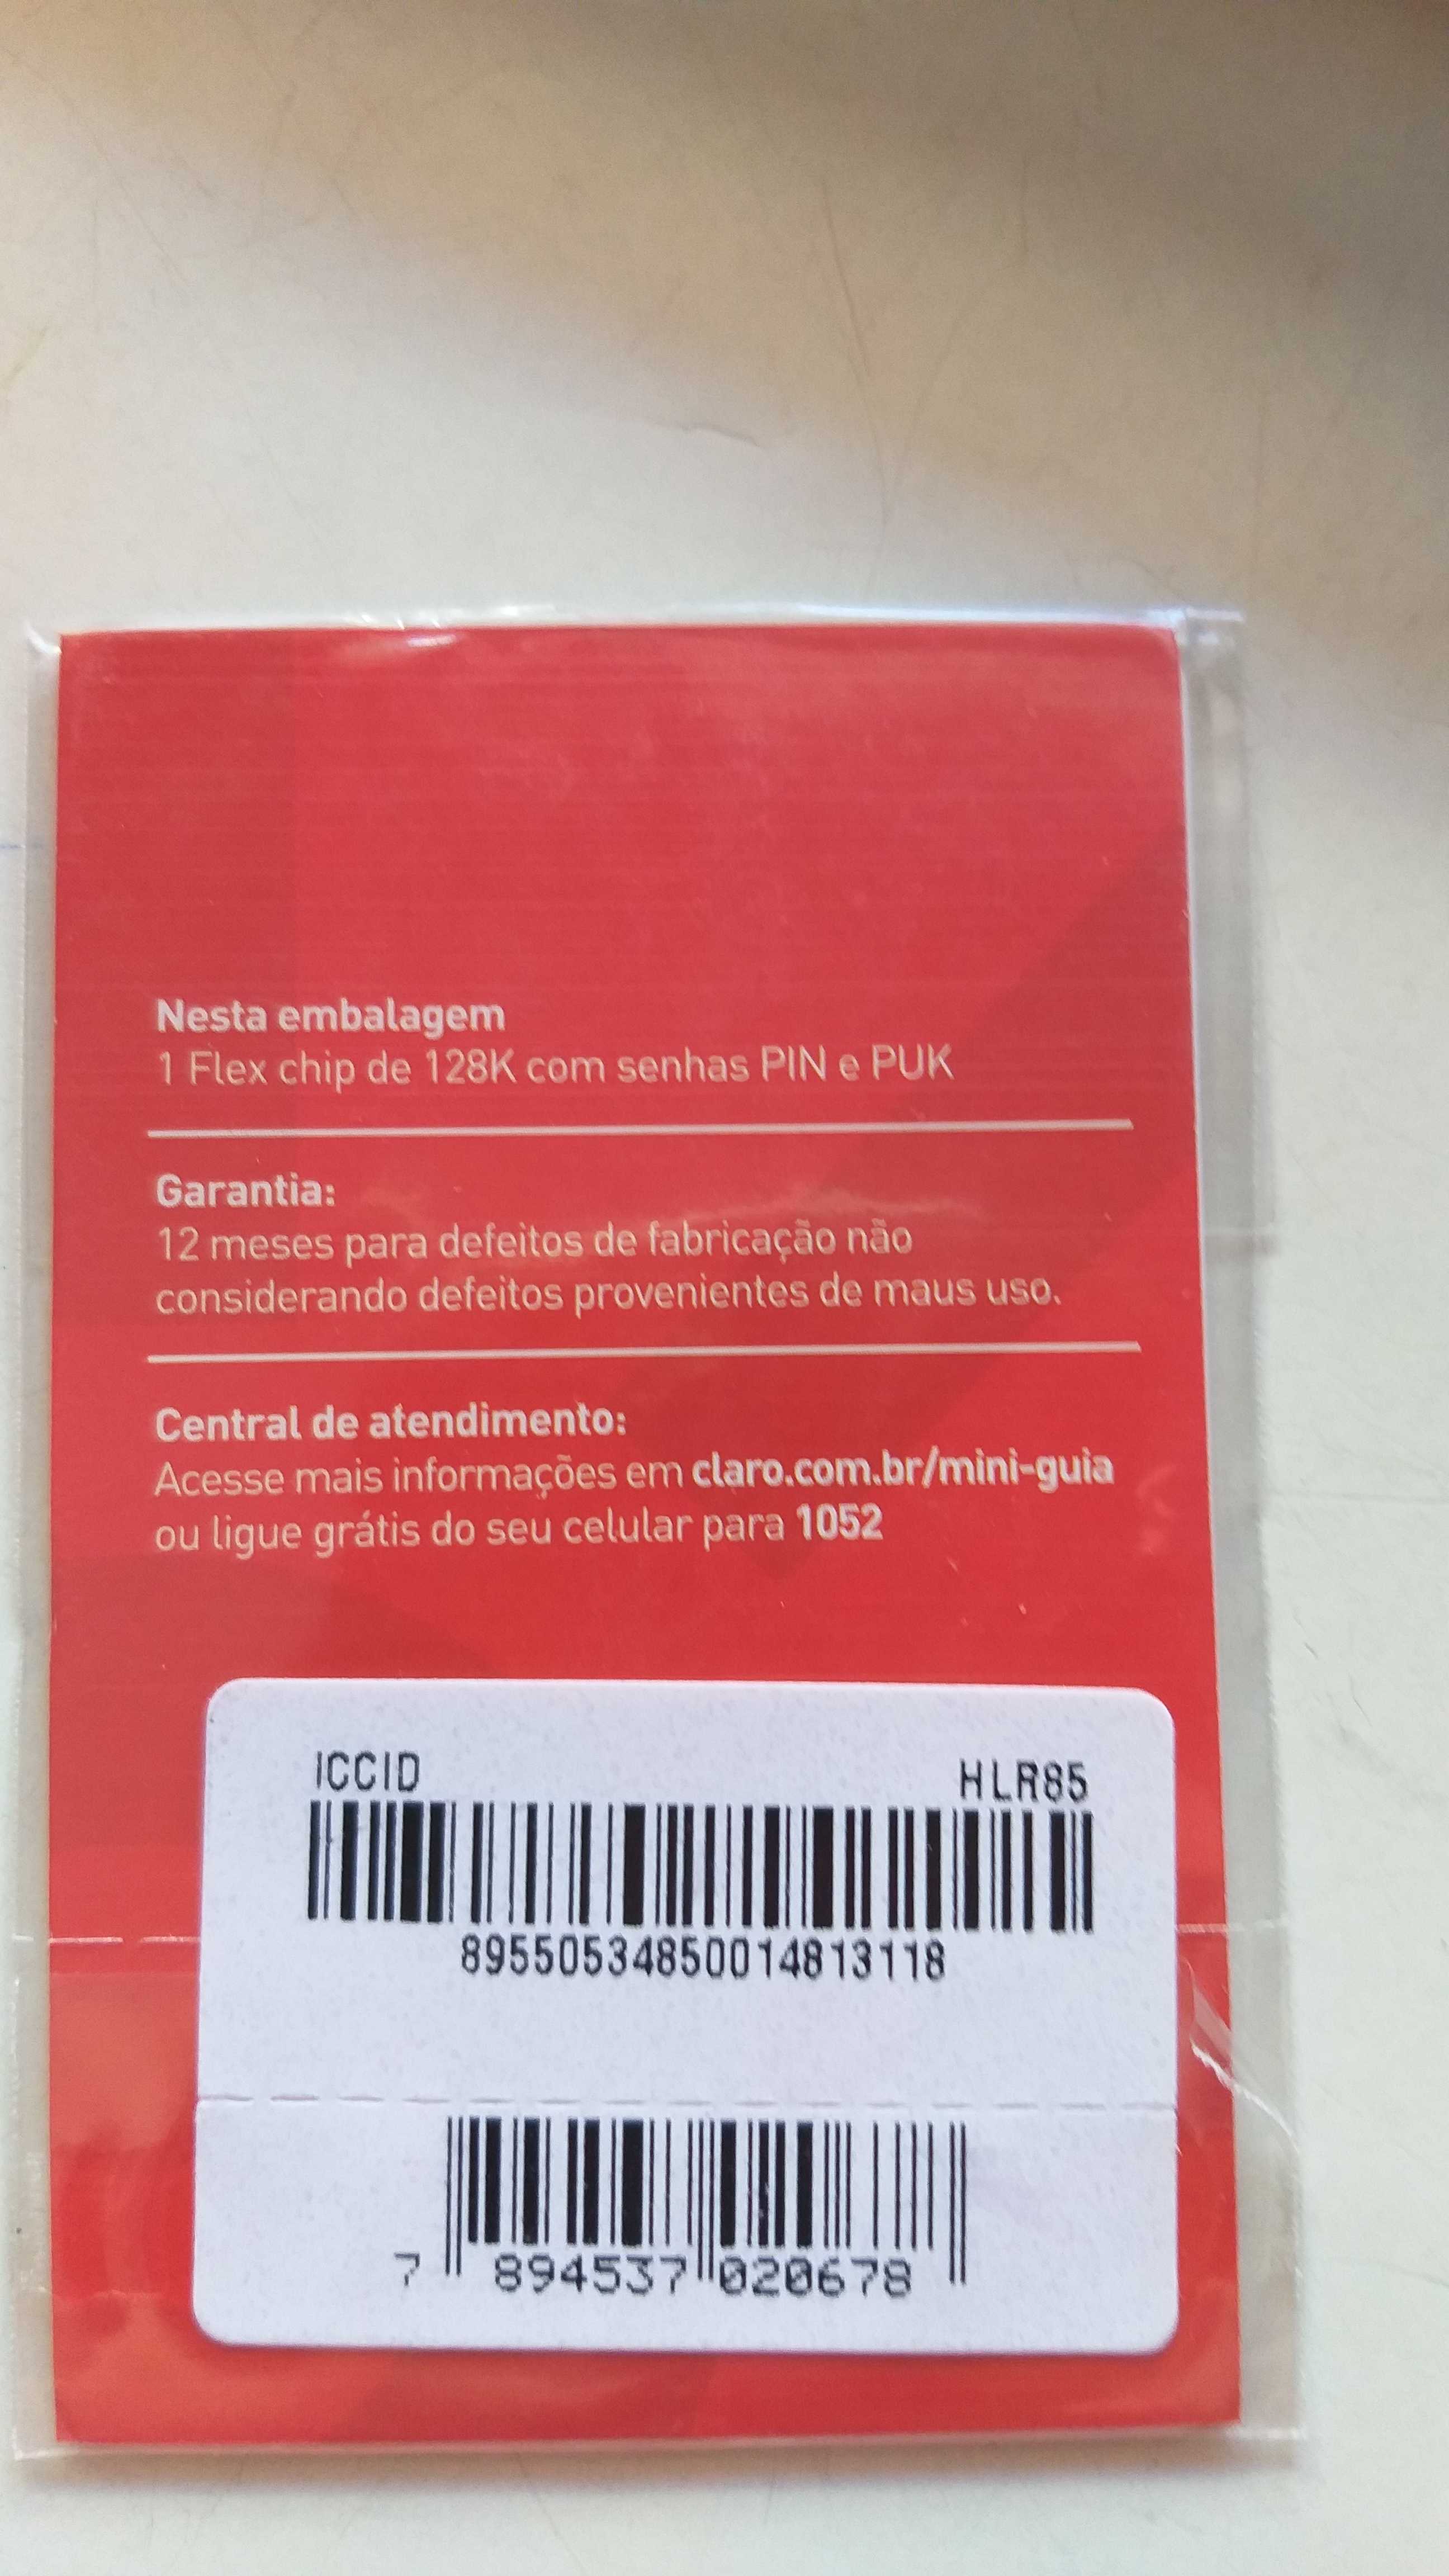 Nesta embalagem
1 Flex chip de 128K com senhas PIN e PUK
Garantia:
12 meses para defeitos de fabricação não
considerando defeitos provenientes de maus uso.
Central de atendimento:
Acesse mais informações em claro.com.br/mini-guia
ou ligue grátis do seu celular para 1052
ICCID HLR85
89550534850014813118
7 894537 020678